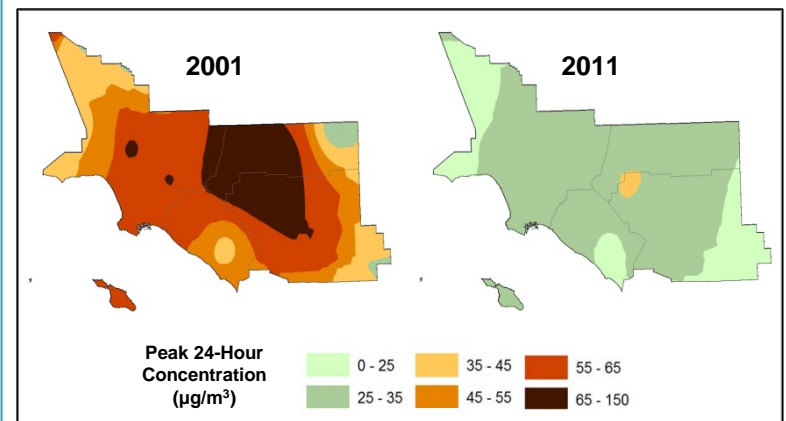 2001
2011
Peak 24-Hour
Concentration
(µg/m³)
0 - 25
35 - 45
55 - 65
25 - 35
45 - 55
65 - 150